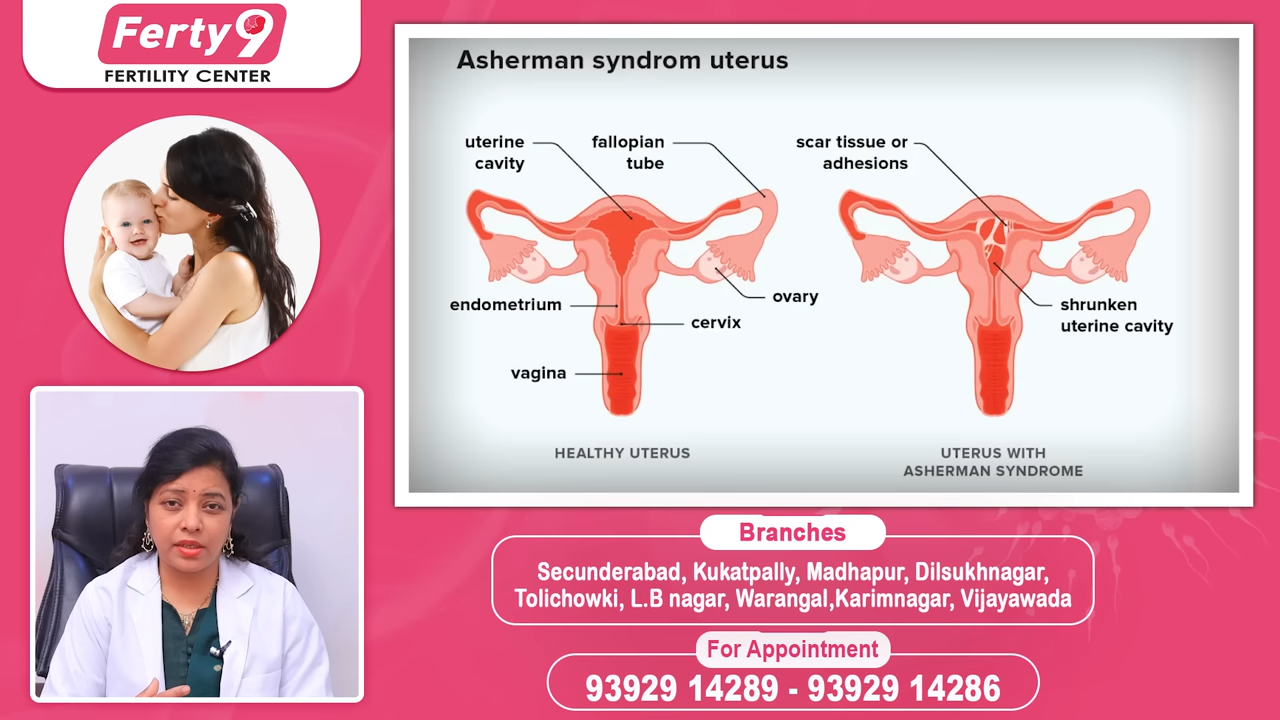 Ferty9
FERTILITY CENTER
Asherman syndrom uterus
uterine
cavity
fallopian
tube
scar tissue or
adhesions
ovary
endometrium
cervix
vagina
shrunken
uterine cavity
HEALTHY UTERUS
UTERUS WITH
ASHERMAN SYNDROME
Branches
Secunderabad, Kukatpally, Madhapur, Dilsukhnagar,
Tolichowki, L.B nagar, Warangal,Karimnagar, Vijayawada
For Appointment
93929 14289 - 93929 14286